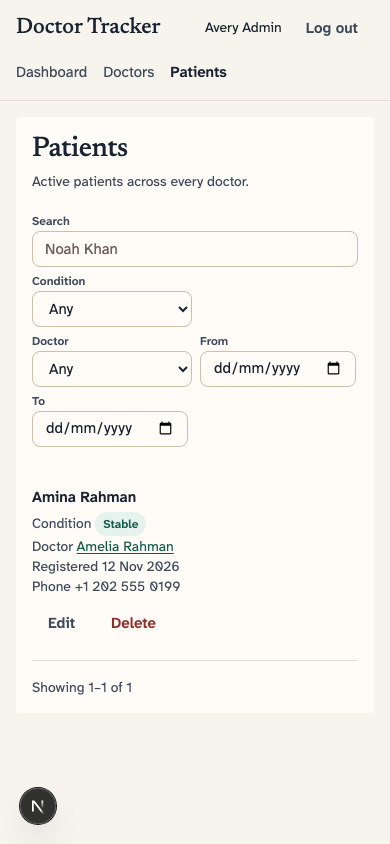 Doctor Tracker
Avery Admin
Log out
Dashboard Doctors Patients
Patients
Active patients across every doctor.
Search
Noah Khan
Condition
Any
Doctor From
Any dd/mm/yyyy
To
dd/mm/yyyy
Amina Rahman
Condition Stable
Doctor Amelia Rahman
Registered 12 Nov 2026
Phone +1 202 555 0199
Edit Delete
Showing 1–1 of 1
N